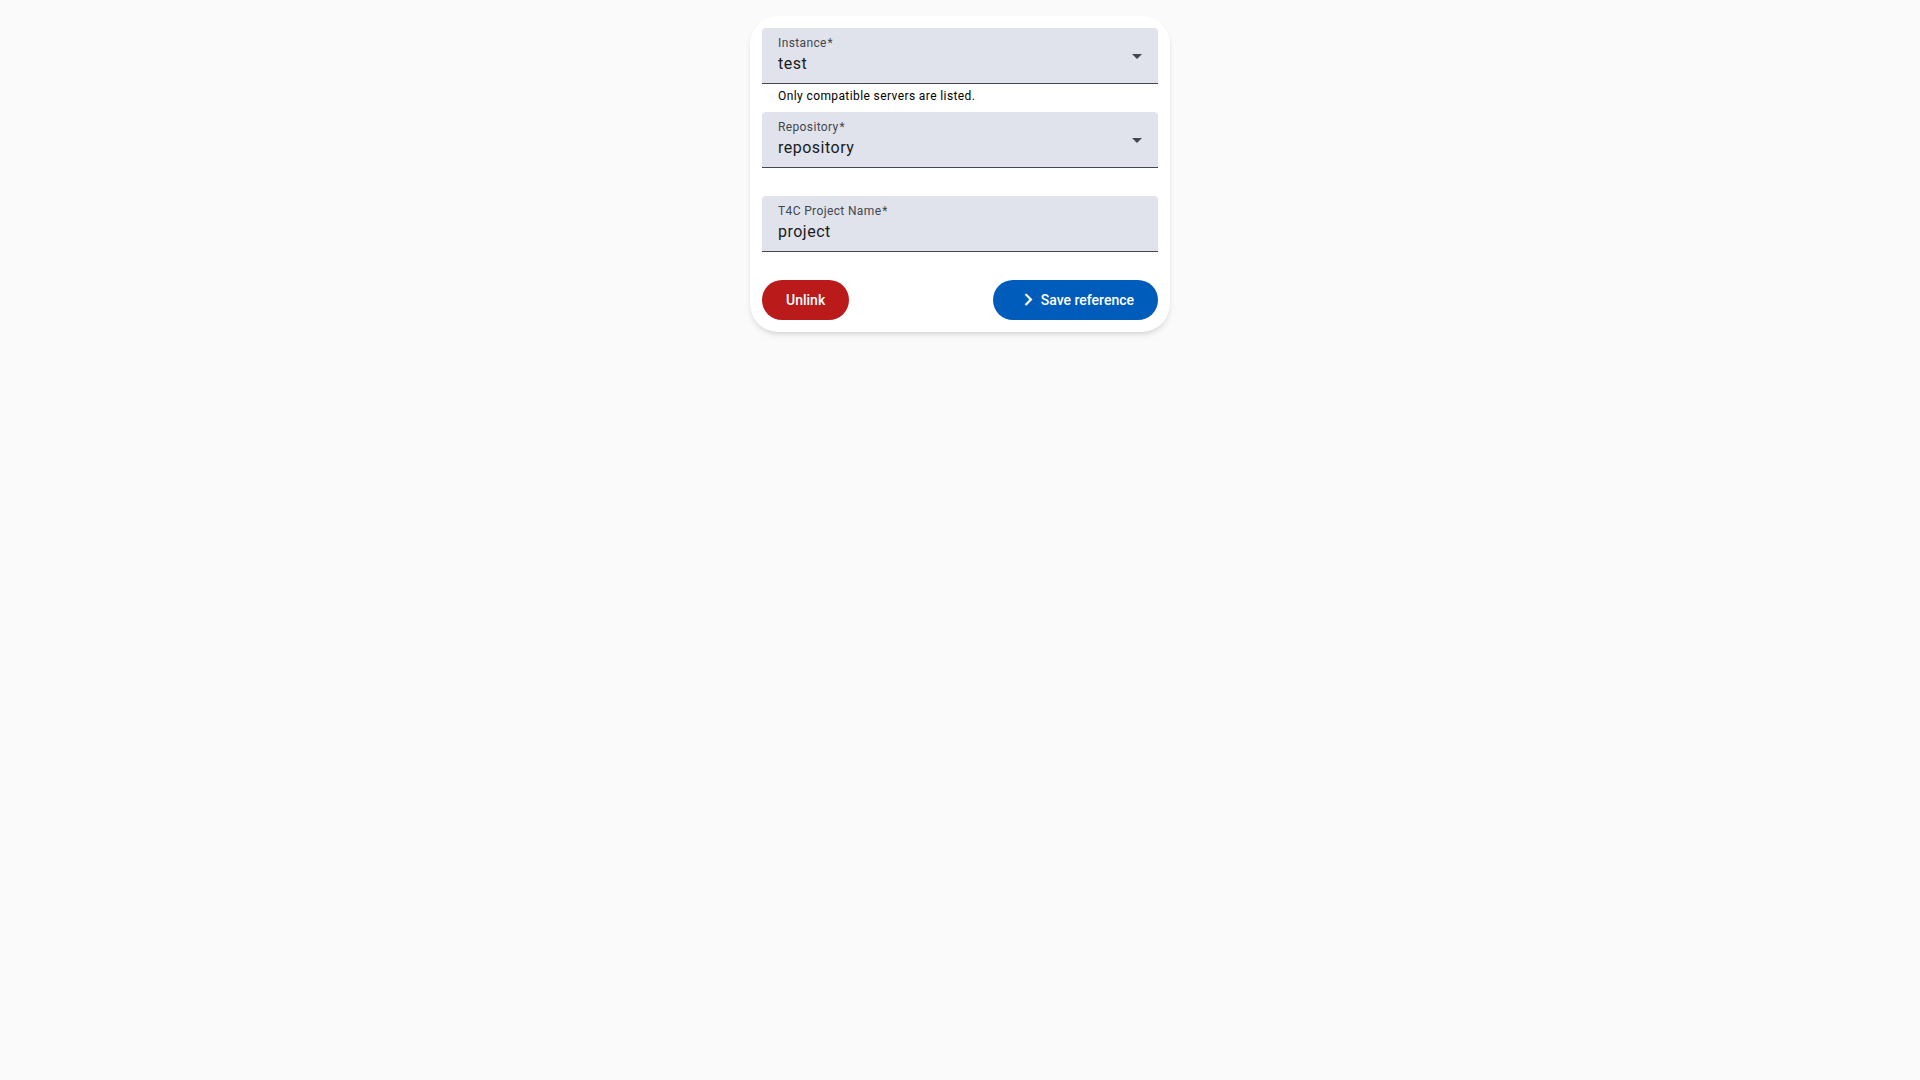 Instance*
test
Only compatible servers are listed.
Repository*
repository
T4C Project Name*
project
Unlink
Save reference